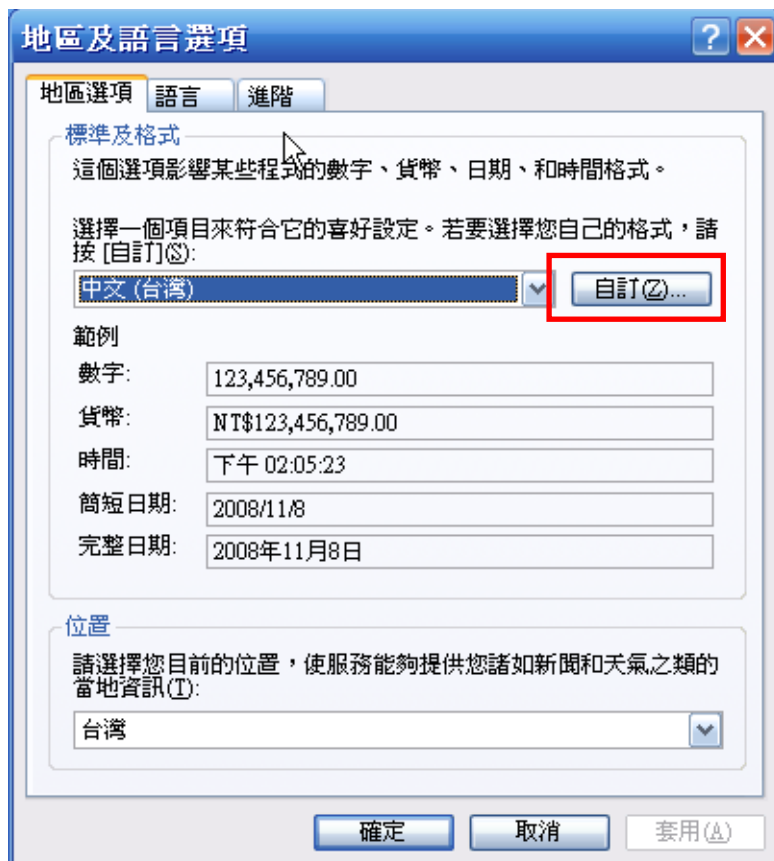 地區及語言選項
地區選項 語言 進階
標準及格式
這個選項影響某些程式的數字、貨幣、日期、和時間格式。
選擇一個項目來符合它的喜好設定。若要選擇您自己的格式，請
按 [自訂](S):
中文 (台灣) 自訂(Z)...
範例
數字: 123,456,789.00
貨幣: NT$123,456,789.00
時間: 下午 02:05:23
簡短日期: 2008/11/8
完整日期: 2008年11月8日
位置
請選擇您目前的位置，使服務能夠提供您諸如新聞和天氣之類的
當地資訊(T):
台灣
確定 取消 套用(A)